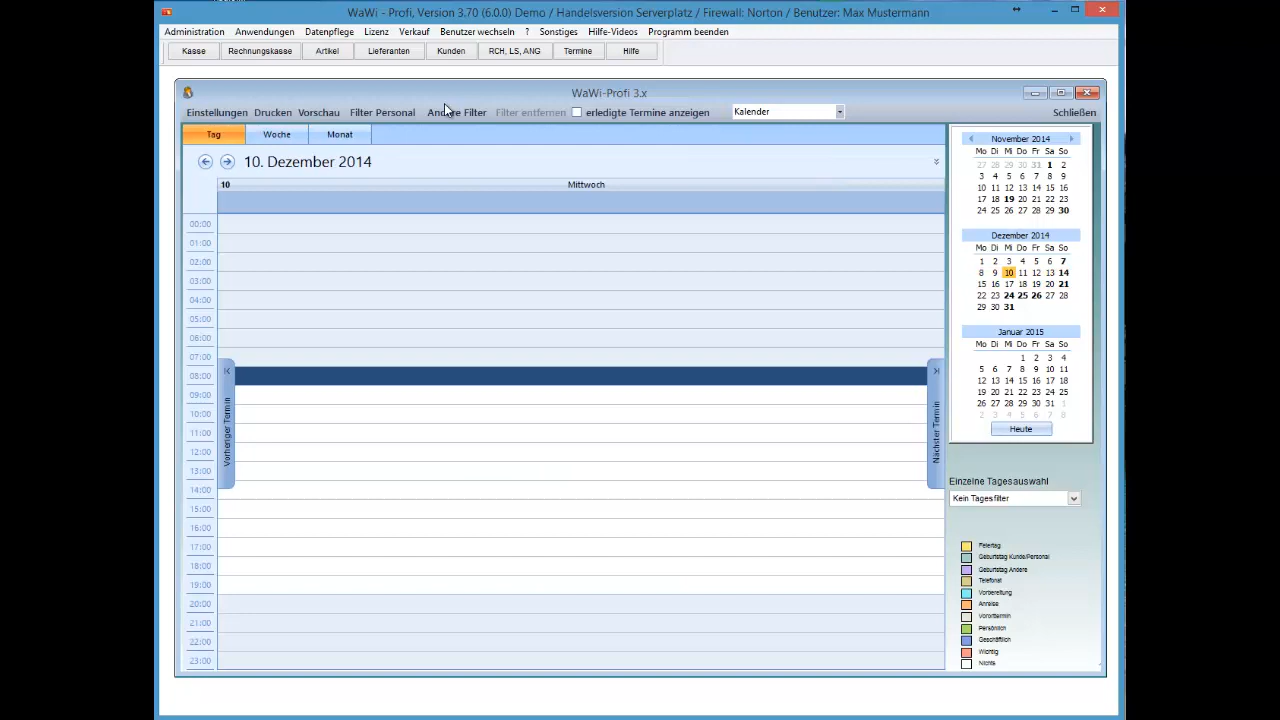 WaWi - Profi, Version 3.70 (6.0.0) Demo / Handelsversion Serverplatz / Firewall: Norton / Benutzer: Max Mustermann
Administration Anwendungen Datenpflege Lizenz Verkauf Benutzer wechseln ? Sonstiges Hilfe-Videos Programm beenden
Kasse Rechnungskasse Artikel Lieferanten Kunden RCH, LS, ANG Termine Hilfe
WaWi-Profi 3.x
Einstellungen Drucken Vorschau Filter Personal Andere Filter Filter entfernen erledigte Termine anzeigen Kalender Schließen
Tag Woche Monat
10. Dezember 2014
10 Mittwoch
00:00
01:00
02:00
03:00
04:00
05:00
06:00
07:00
08:00
09:00
10:00
11:00
12:00
13:00
14:00
15:00
16:00
17:00
18:00
19:00
20:00
21:00
22:00
23:00
Vorheriger Termin
Nächster Termin
November 2014
Mo Di Mi Do Fr Sa So
27 28 29 30 31 1 2
3 4 5 6 7 8 9
10 11 12 13 14 15 16
17 18 19 20 21 22 23
24 25 26 27 28 29 30
Dezember 2014
Mo Di Mi Do Fr Sa So
1 2 3 4 5 6 7
8 9 10 11 12 13 14
15 16 17 18 19 20 21
22 23 24 25 26 27 28
29 30 31
Januar 2015
Mo Di Mi Do Fr Sa So
1 2 3 4
5 6 7 8 9 10 11
12 13 14 15 16 17 18
19 20 21 22 23 24 25
26 27 28 29 30 31 1
2 3 4 5 6 7 8
Heute
Einzelne Tagesauswahl
Kein Tagesfilter
Feiertag
Geburtstag Kunde/Personal
Geburtstag Andere
Telefonat
Vorbereitung
Anreise
Vororttermin
Persönlich
Geschäftlich
Wichtig
Nichts